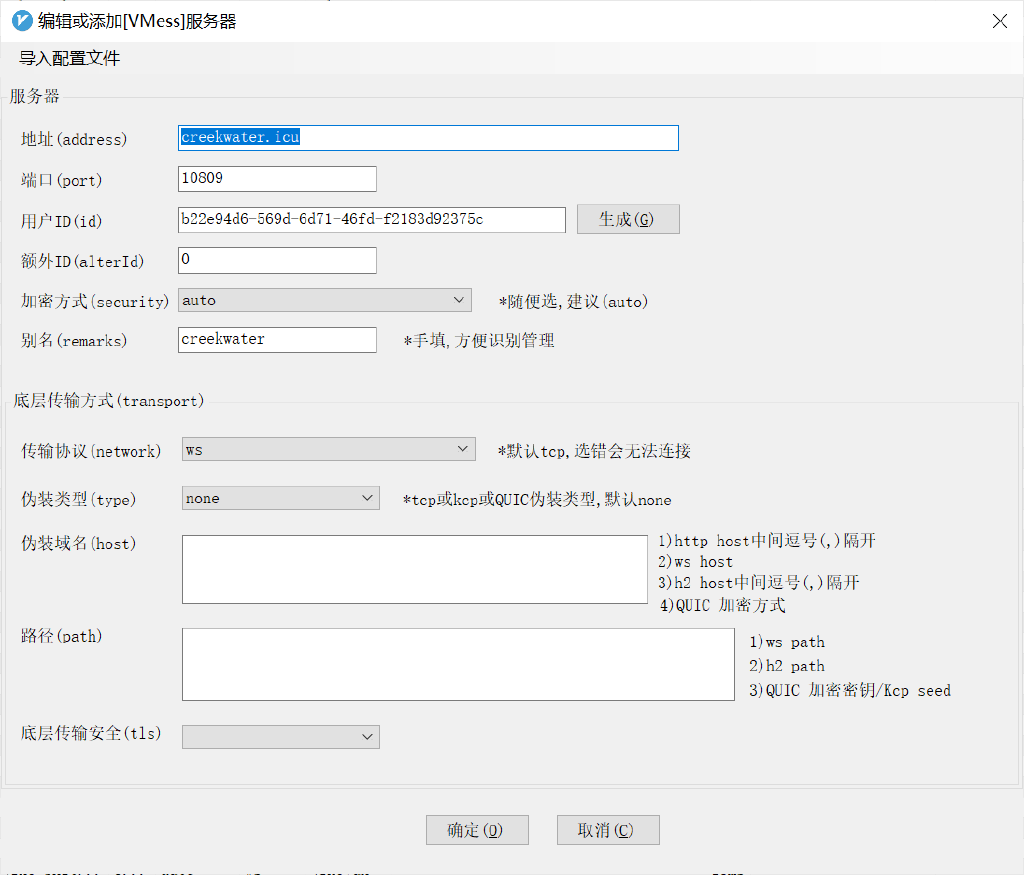 编辑或添加[VMess]服务器
导入配置文件
服务器
地址(address) creekwater.icu
端口(port) 10809
用户ID(id) b22e94d6-569d-6d71-46fd-f2183d92375c 生成(G)
额外ID(alterId) 0
加密方式(security) auto *随便选,建议(auto)
别名(remarks) creekwater *手填,方便识别管理
底层传输方式(transport)
传输协议(network) ws *默认tcp,选错会无法连接
伪装类型(type) none *tcp或kcp或QUIC伪装类型,默认none
伪装域名(host) 1)http host中间逗号(,)隔开
2)ws host
3)h2 host中间逗号(,)隔开
4)QUIC 加密方式
路径(path) 1)ws path
2)h2 path
3)QUIC 加密密钥/Kcp seed
底层传输安全(tls)
确定(O) 取消(C)